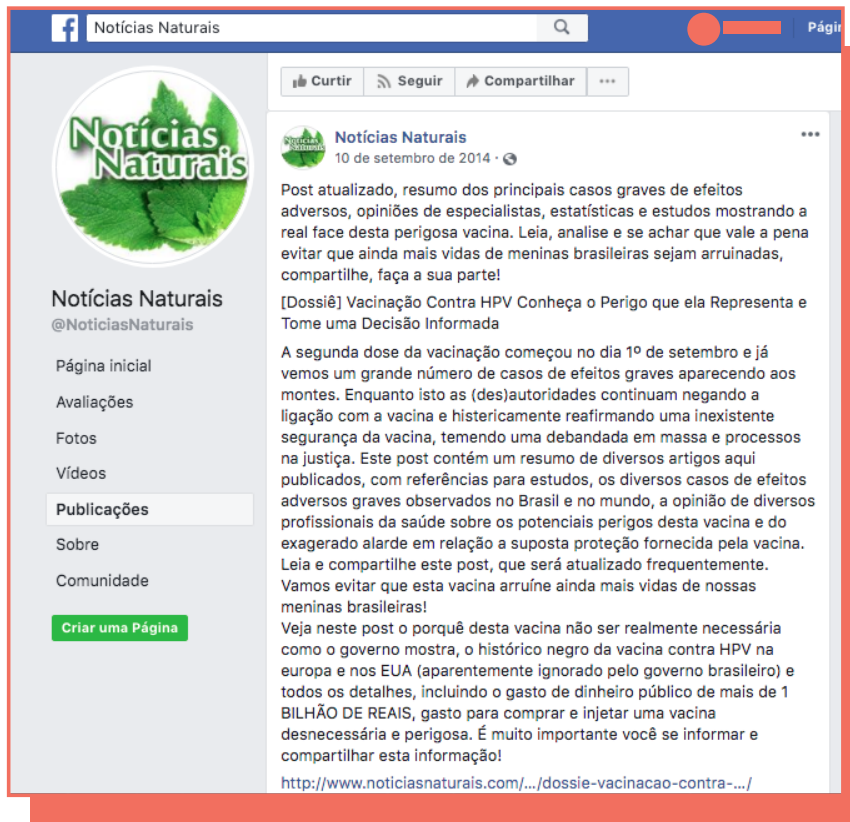 Notícias Naturais
Págin
Notícias
Naturais
Notícias Naturais
@NoticiasNaturais
Página inicial
Avaliações
Fotos
Vídeos
Publicações
Sobre
Comunidade
Criar uma Página
Curtir
Seguir
Compartilhar
Notícias Naturais
10 de setembro de 2014 ·
Post atualizado, resumo dos principais casos graves de efeitos
adversos, opiniões de especialistas, estatísticas e estudos mostrando a
real face desta perigosa vacina. Leia, analise e se achar que vale a pena
evitar que ainda mais vidas de meninas brasileiras sejam arruinadas,
compartilhe, faça a sua parte!
[Dossiê] Vacinação Contra HPV Conheça o Perigo que ela Representa e
Tome uma Decisão Informada
A segunda dose da vacinação começou no dia 1º de setembro e já
vemos um grande número de casos de efeitos graves aparecendo aos
montes. Enquanto isto as (des)autoridades continuam negando a
ligação com a vacina e histericamente reafirmando uma inexistente
segurança da vacina, temendo uma debandada em massa e processos
na justiça. Este post contém um resumo de diversos artigos aqui
publicados, com referências para estudos, os diversos casos de efeitos
adversos graves observados no Brasil e no mundo, a opinião de diversos
profissionais da saúde sobre os potenciais perigos desta vacina e do
exagerado alarde em relação a suposta proteção fornecida pela vacina.
Leia e compartilhe este post, que será atualizado frequentemente.
Vamos evitar que esta vacina arruíne ainda mais vidas de nossas
meninas brasileiras!
Veja neste post o porquê desta vacina não ser realmente necessária
como o governo mostra, o histórico negro da vacina contra HPV na
europa e nos EUA (aparentemente ignorado pelo governo brasileiro) e
todos os detalhes, incluindo o gasto de dinheiro público de mais de 1
BILHÃO DE REAIS, gasto para comprar e injetar uma vacina
desnecessária e perigosa. É muito importante você se informar e
compartilhar esta informação!
http://www.noticiasnaturais.com/.../dossie-vacinacao-contra-.../